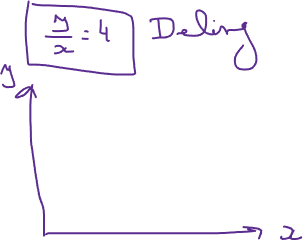 y/x = 4 Deling
y
x